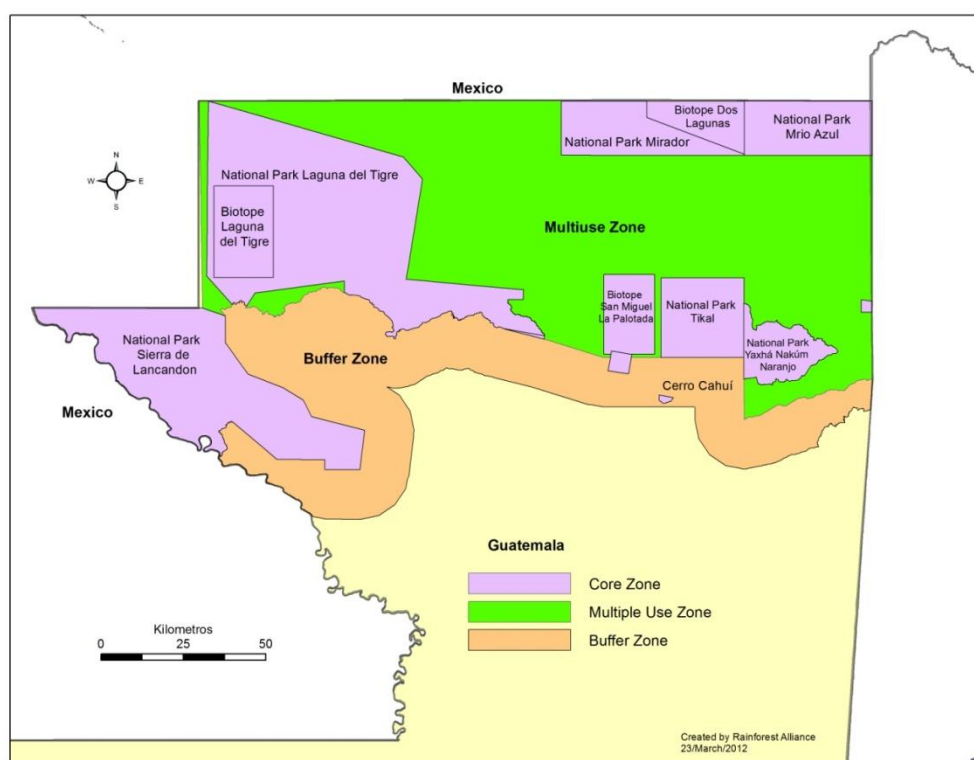 Mexico
Biotope Dos
Lagunas
National Park
Mrio Azul
National Park Mirador
N
W E
S
National Park Laguna del Tigre
Biotope
Laguna
del Tigre
Multiuse Zone
Biotope
San Miguel
La Palotada
National Park
Tikal
National Park
Yaxhá Nakúm
Naranjo
National Park
Sierra de
Lancandon
Buffer Zone
Cerro Cahuí
Mexico
Guatemala
Core Zone
Multiple Use Zone
Buffer Zone
Kilometros
0 25 50
Created by Rainforest Alliance
23/March/2012